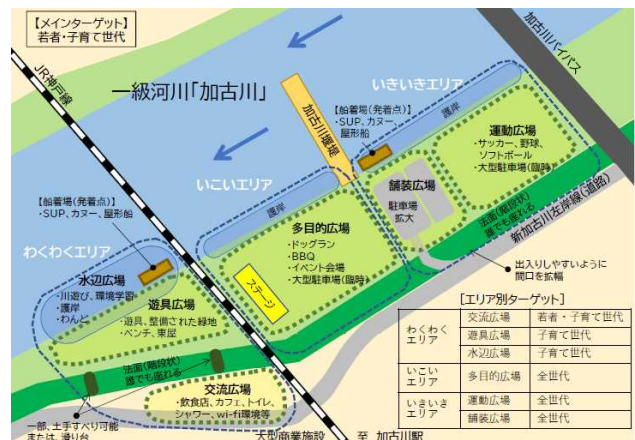 【メインターゲット】
若者・子育て世代
JR神戸線
一級河川「加古川」
加古川バイパス
いきいきエリア
加古川堰堤
【船着場(発着点)】
・SUP、カヌー、
屋形船
護岸
運動広場
・サッカー、野球、
ソフトボール
・大型駐車場(臨時)
舗装広場
駐車場
拡大
法面(階段状)
誰でも座れる
新加古川左岸線(道路)
出入りしやすいように
間口を拡幅
いこいエリア
護岸
多目的広場
・ドッグラン
・BBQ
・イベント会場
・大型駐車場(臨時)
ステージ
【船着場(発着点)】
・SUP、カヌー、屋形船
わくわくエリア
水辺広場
・川遊び、環境学習
・護岸
・わんど
遊具広場
・遊具、整備された緑地
・ベンチ、東屋
法面(階段状)
誰でも座れる
交流広場
・飲食店、カフェ、トイレ、
シャワー、wi-fi環境等
一部、土手すべり可能
または、滑り台
大型商業施設　至 加古川駅
[エリア別ターゲット]
わくわく
エリア
交流広場 若者・子育て世代
遊具広場 子育て世代
水辺広場 子育て世代
いこい
エリア
多目的広場 全世代
いきいき
エリア
運動広場 全世代
舗装広場 全世代